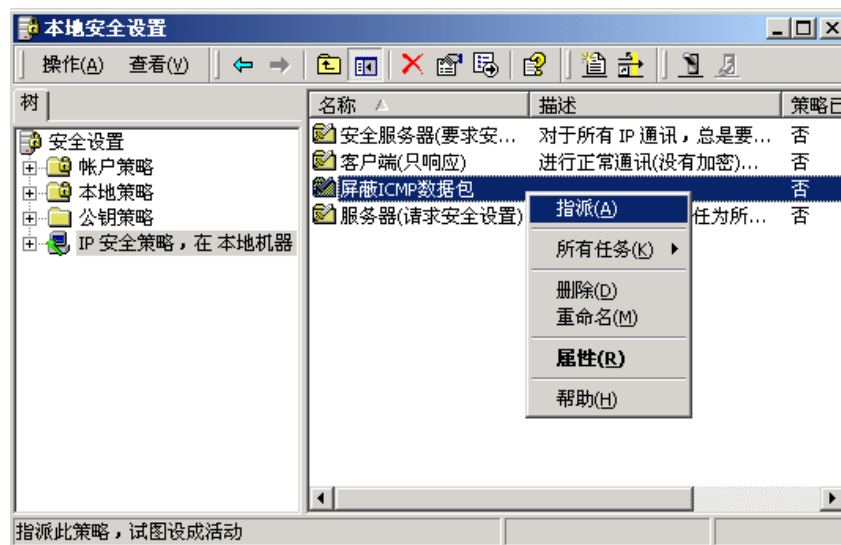 本地安全设置
操作(A) 查看(V)
树
名称 描述 策略已
安全设置
帐户策略
本地策略
公钥策略
IP 安全策略，在 本地机器
安全服务器(要求安... 对于所有 IP 通讯，总是要... 否
客户端(只响应) 进行正常通讯(没有加密)... 否
屏蔽ICMP数据包 否
服务器(请求安全设置) 任为所... 否
指派(A)
所有任务(K)
删除(D)
重命名(M)
属性(R)
帮助(H)
指派此策略，试图设成活动